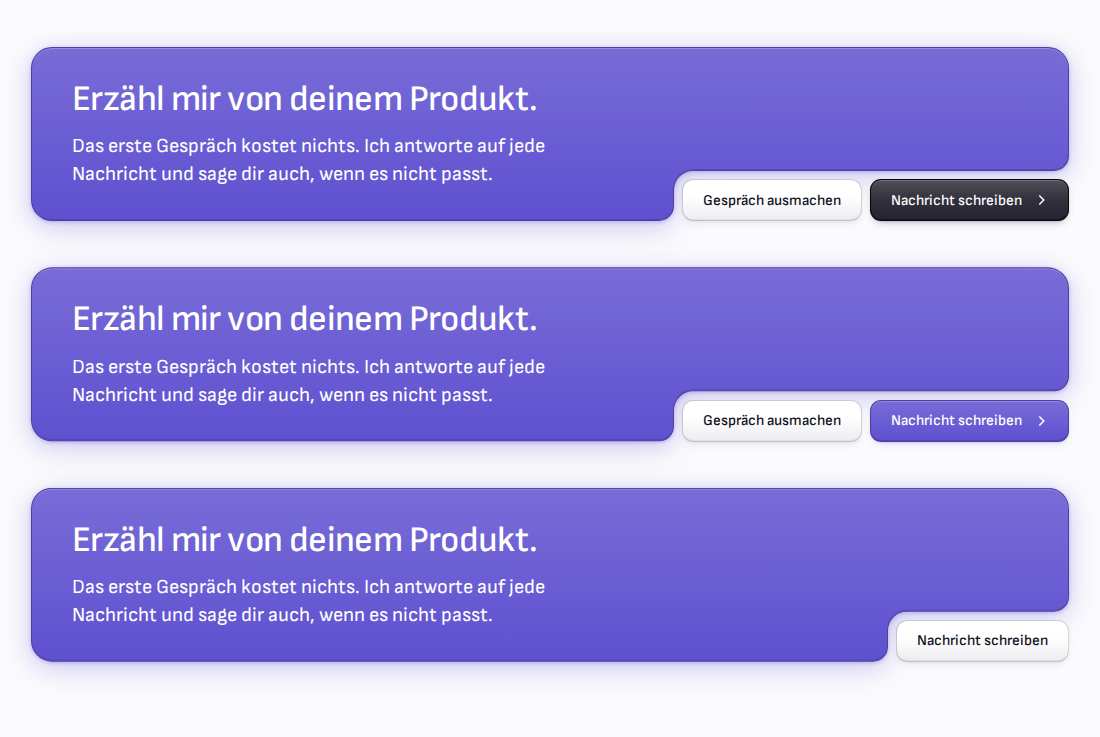 Erzähl mir von deinem Produkt.
Das erste Gespräch kostet nichts. Ich antworte auf jede
Nachricht und sage dir auch, wenn es nicht passt.
Gespräch ausmachen
Nachricht schreiben
Erzähl mir von deinem Produkt.
Das erste Gespräch kostet nichts. Ich antworte auf jede
Nachricht und sage dir auch, wenn es nicht passt.
Gespräch ausmachen
Nachricht schreiben
Erzähl mir von deinem Produkt.
Das erste Gespräch kostet nichts. Ich antworte auf jede
Nachricht und sage dir auch, wenn es nicht passt.
Nachricht schreiben